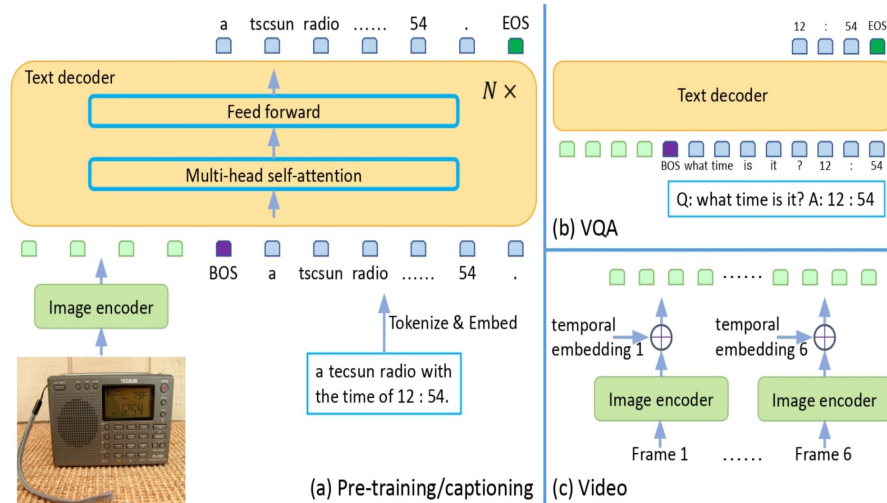 a tscsun radio ...... 54 . EOS
Text decoder
N ×
Feed forward
Multi-head self-attention
BOS a tscsun radio ...... 54 .
Image encoder
Tokenize & Embed
a tecsun radio with
the time of 12 : 54.
TECSUN
12:54
(a) Pre-training/captioning
12 : 54 EOS
Text decoder
BOS what time is it ? 12 : 54
Q: what time is it? A: 12 : 54
(b) VQA
......
temporal
embedding 1
temporal
embedding 6
Image encoder
Image encoder
Frame 1 ...... Frame 6
(c) Video